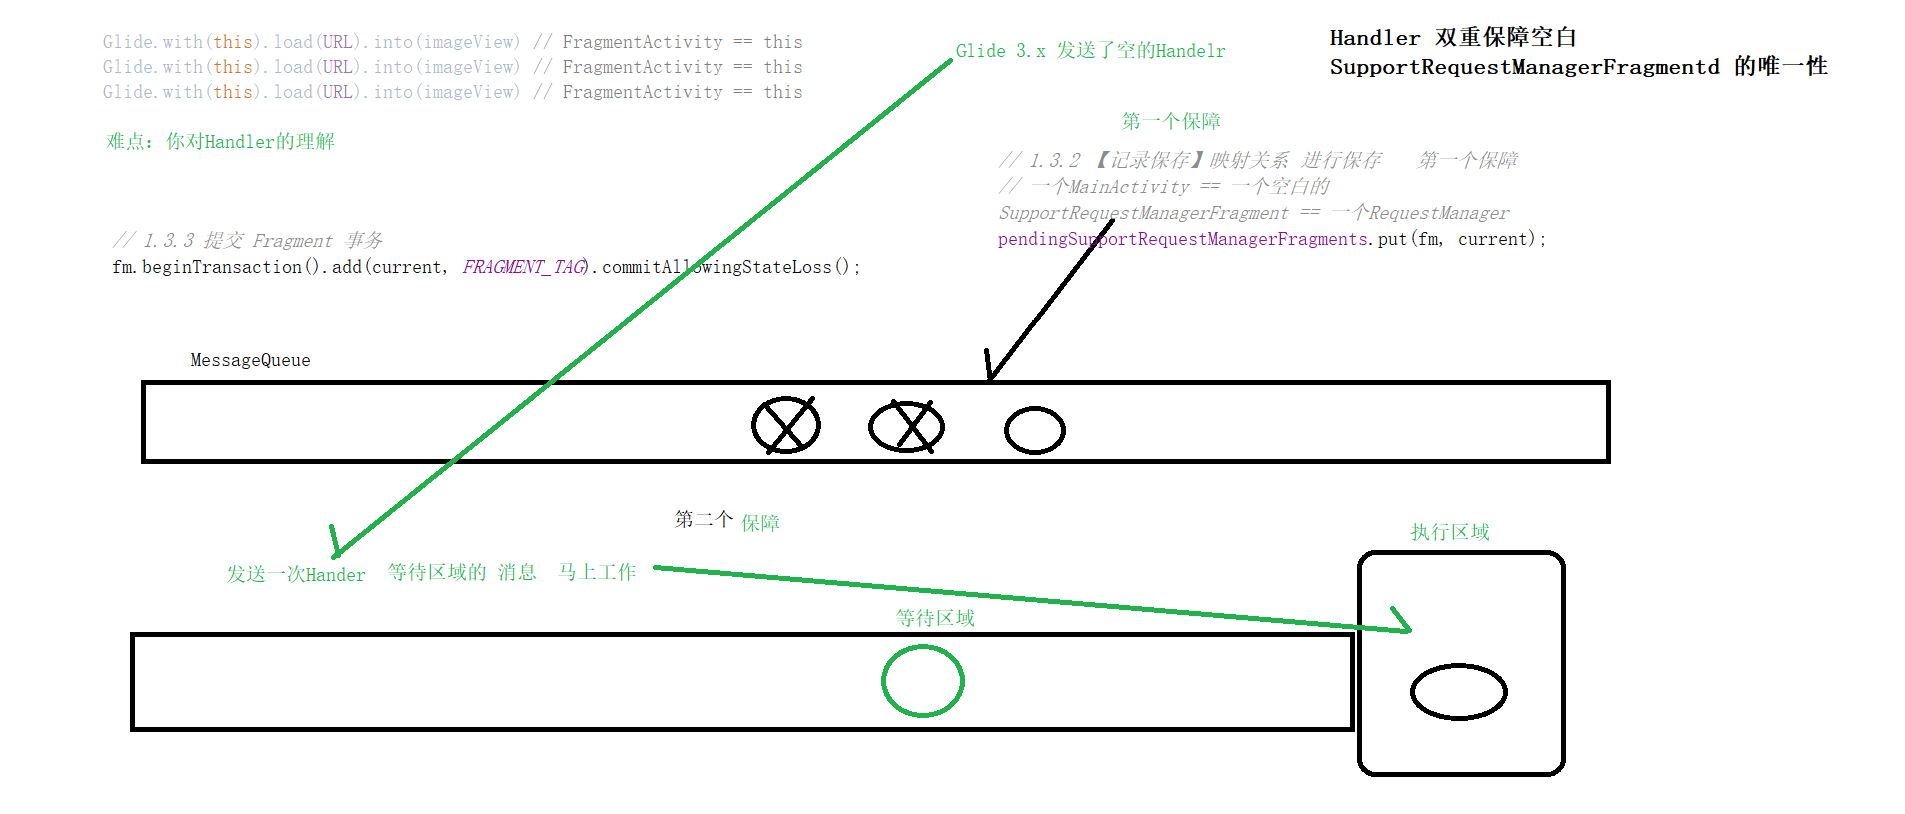 Glide.with(this).load(URL).into(imageView) // FragmentActivity == this
Glide.with(this).load(URL).into(imageView) // FragmentActivity == this
Glide.with(this).load(URL).into(imageView) // FragmentActivity == this
难点：你对Handler的理解
Glide 3.x 发送了空的Handelr
Handler 双重保障空白
SupportRequestManagerFragmentd 的唯一性
第一个保障
// 1.3.2 【记录保存】映射关系 进行保存 第一个保障
// 一个MainActivity == 一个空白的
SupportRequestManagerFragment == 一个RequestManager
pendingSupportRequestManagerFragments.put(fm, current);
// 1.3.3 提交 Fragment 事务
fm.beginTransaction().add(current, FRAGMENT_TAG).commitAllowingStateLoss();
MessageQueue
第二个 保障
发送一次Hander 等待区域的 消息 马上工作
执行区域
等待区域